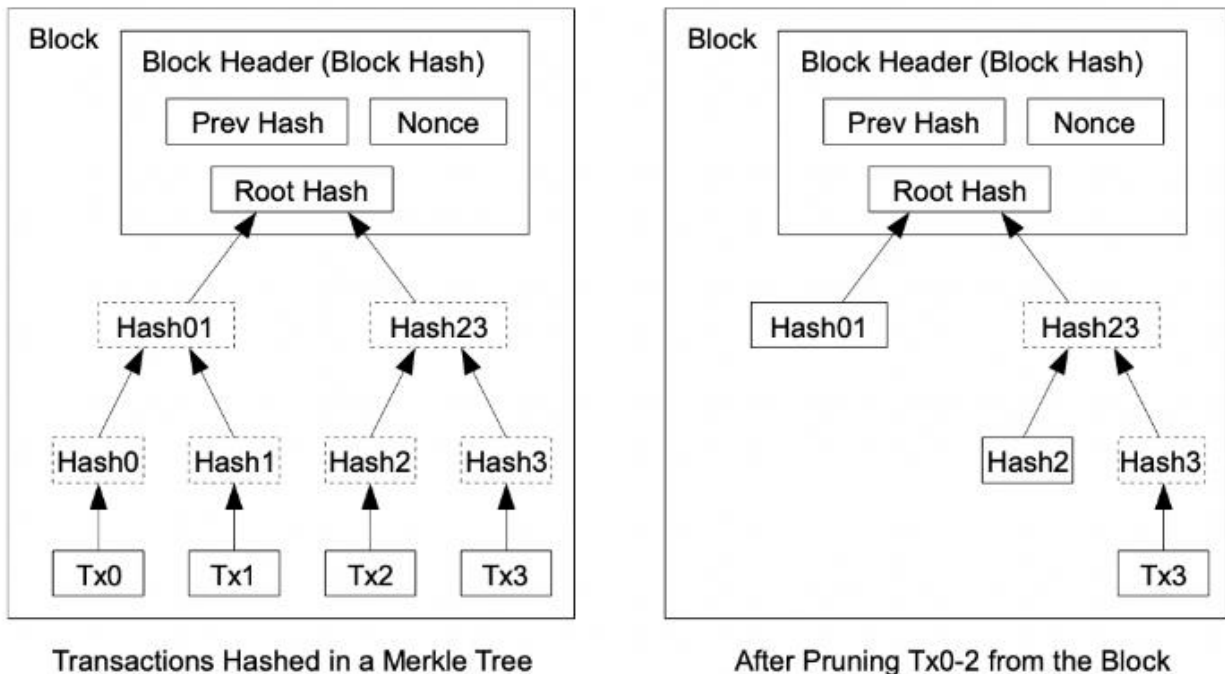 Block
Block Header (Block Hash)
Prev Hash
Nonce
Root Hash
Hash01
Hash23
Hash0
Hash1
Hash2
Hash3
Tx0
Tx1
Tx2
Tx3
Transactions Hashed in a Merkle Tree
Block
Block Header (Block Hash)
Prev Hash
Nonce
Root Hash
Hash01
Hash23
Hash2
Hash3
Tx3
After Pruning Tx0-2 from the Block